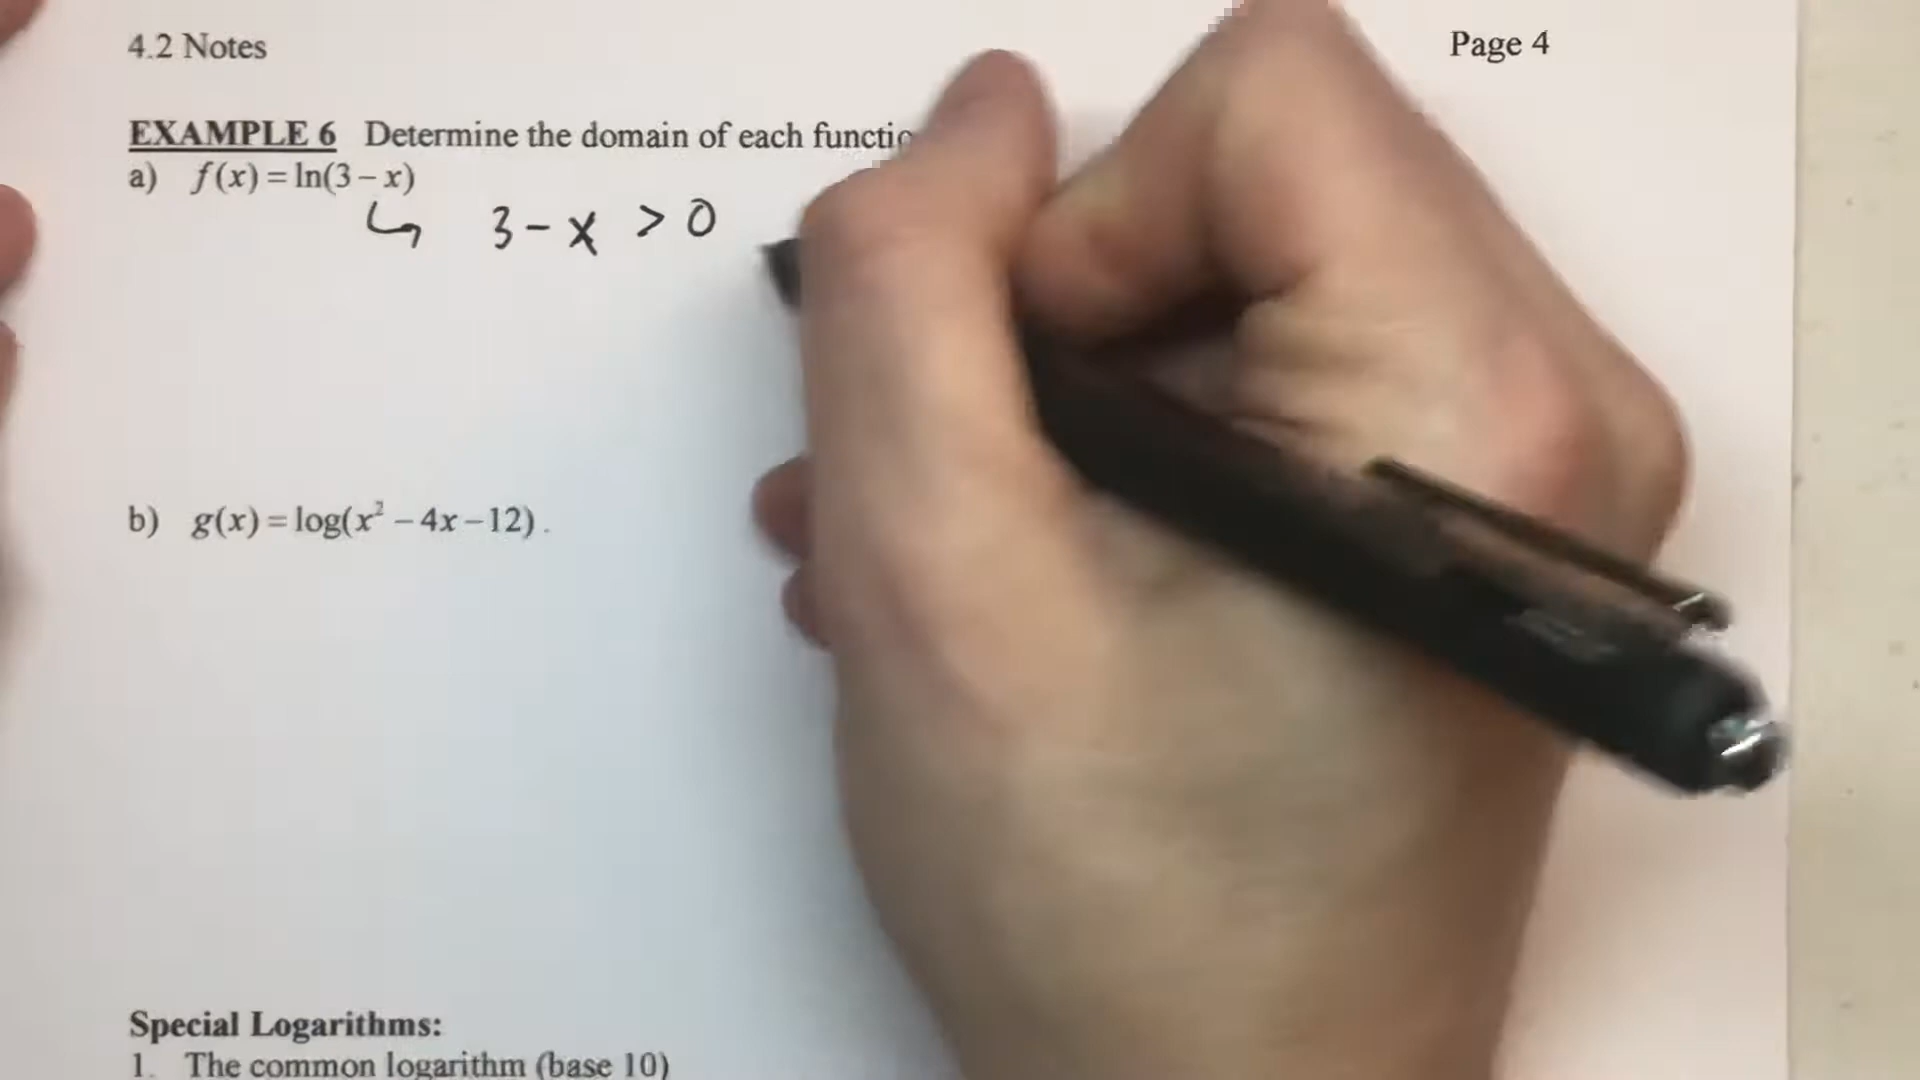 4.2 Notes Page 4
EXAMPLE 6 Determine the domain of each
a) f(x) = ln(3 – x)
↳ 3 - x > 0
b) g(x) = log(x² – 4x – 12).
Special Logarithms:
1. The common logarithm (base 10)